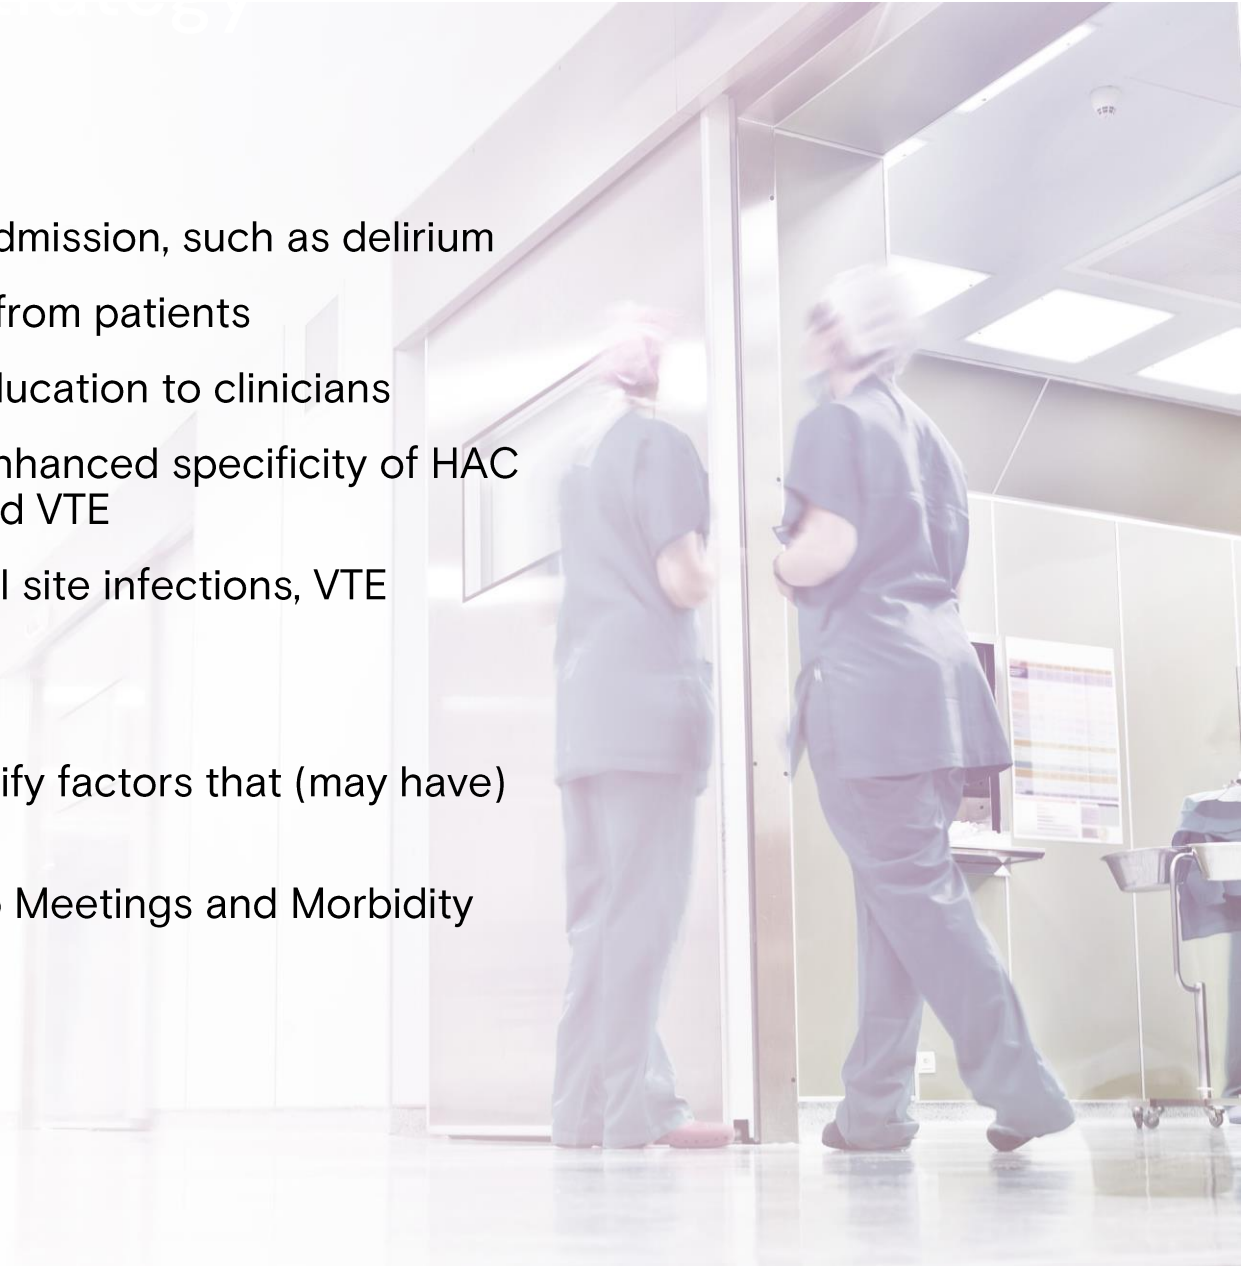 dmission, such as delirium
from patients
ducation to clinicians
nhanced specificity of HAC
d VTE
l site infections, VTE
ify factors that (may have)
Meetings and Morbidity